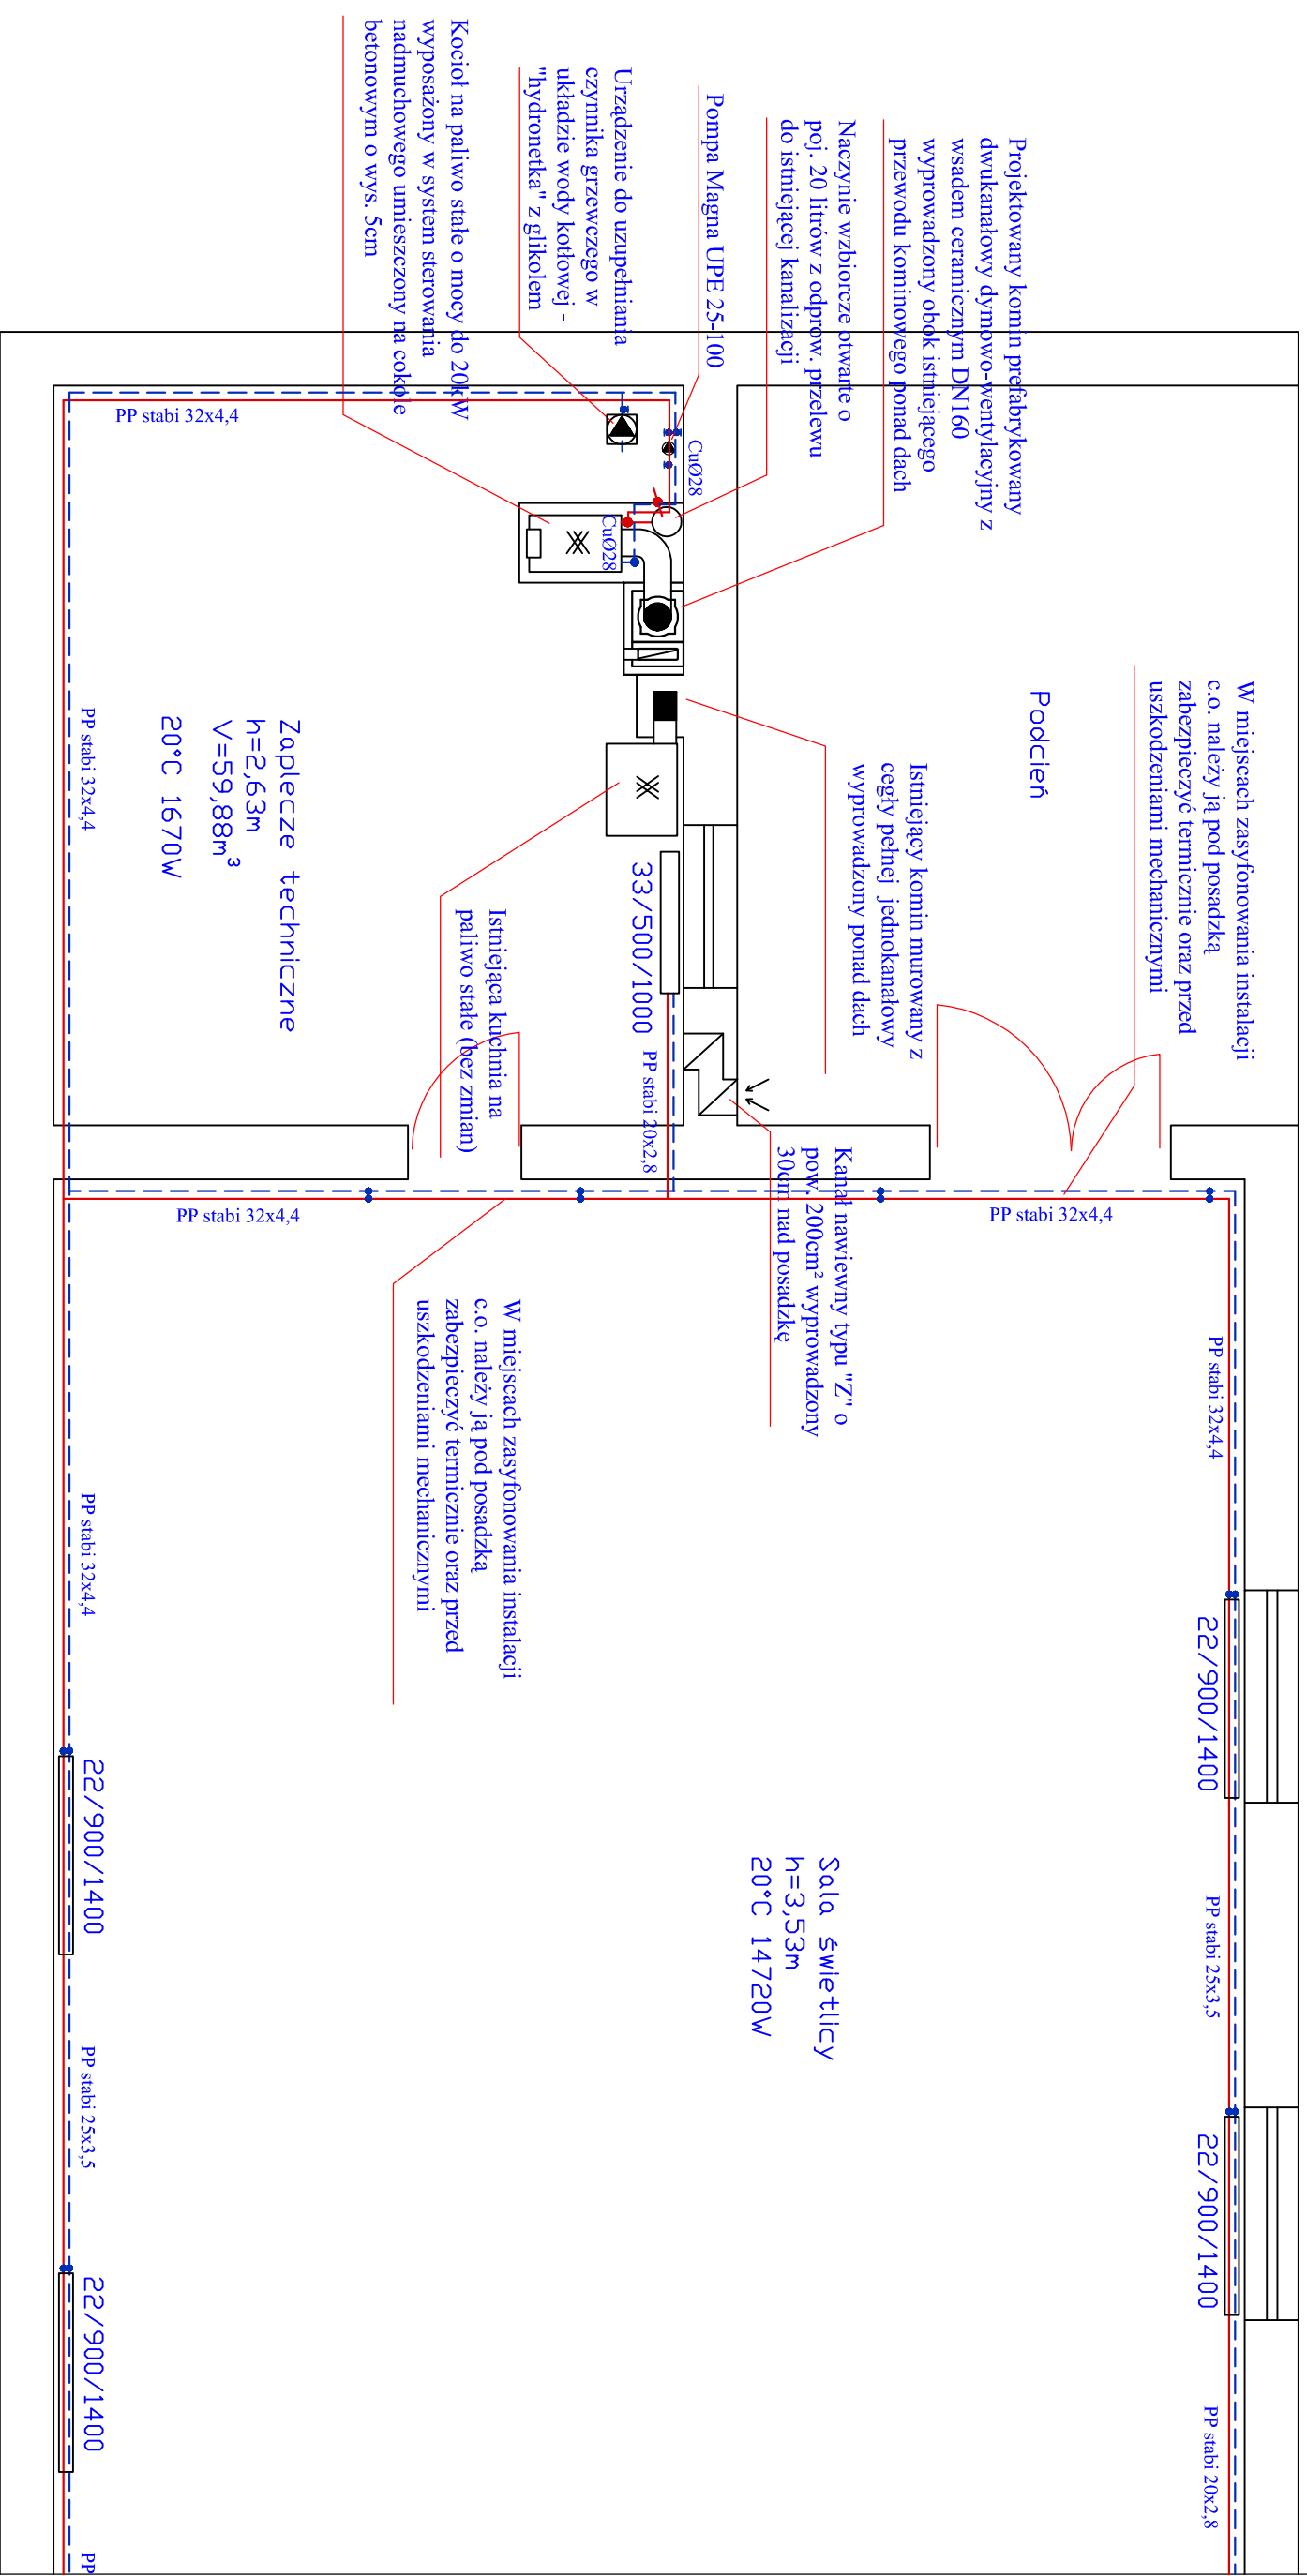 W miejscach zasyfonowania instalacji
c.o. należy ją pod posadzką
zabezpieczyć termicznie oraz przed
uszkodzeniami mechanicznymi
Podcień
Projektowany komin prefabrykowany
dwukanałowy dymowo-wentylacyjny z
wsadem ceramicznym DN160
wyprowadzony obok istniejącego
przewodu kominowego ponad dach
Naczynie wzbiorcze otwarte o
poj. 20 litrów z odprow. przelewu
do istniejącej kanalizacji
Pompa Magna UPE 25-100
Urządzenie do uzupełniania
czynnika grzewczego w
układzie wody kotłowej -
"hydronetka" z glikolem
Kocioł na paliwo stałe o mocy do 20kW
wyposażony w system sterowania
nadmuchowego umieszczony na cokole
betonowym o wys. 5cm
Istniejący komin murowany z
cegły pełnej jednokanałowy
wyprowadzony ponad dach
CuØ28
CuØ28
33/500/1000
PP stabi 20x2,8
Istniejąca kuchnia na
paliwo stałe (bez zmian)
Zaplecze techniczne
h=2,63m
V=59,88m³
20°C 1670W
PP stabi 32x4,4
PP stabi 32x4,4
Kanał nawiewny typu "Z" o
pow. 200cm² wyprowadzony
30cm nad posadzkę
PP stabi 32x4,4
PP stabi 32x4,4
W miejscach zasyfonowania instalacji
c.o. należy ją pod posadzką
zabezpieczyć termicznie oraz przed
uszkodzeniami mechanicznymi
PP stabi 32x4,4
22/900/1400
PP stabi 25x3,5
22/900/1400
PP stabi 20x2,8
Sala świetlicy
h=3,53m
20°C 14720W
PP stabi 32x4,4
22/900/1400
PP stabi 25x3,5
22/900/1400
PP